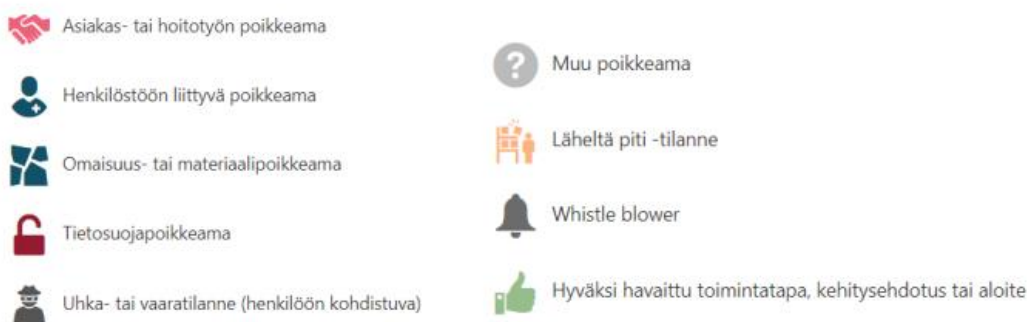 Asiakas- tai hoitotyön poikkeama
Henkilöstöön liittyvä poikkeama
Omaisuus- tai materiaalipoikkeama
Tietosuojapoikkeama
Uhka- tai vaaratilanne (henkilöön kohdistuva)
?
Muu poikkeama
Läheltä piti -tilanne
Whistle blower
Hyväksi havaittu toimintatapa, kehitysehdotus tai aloite